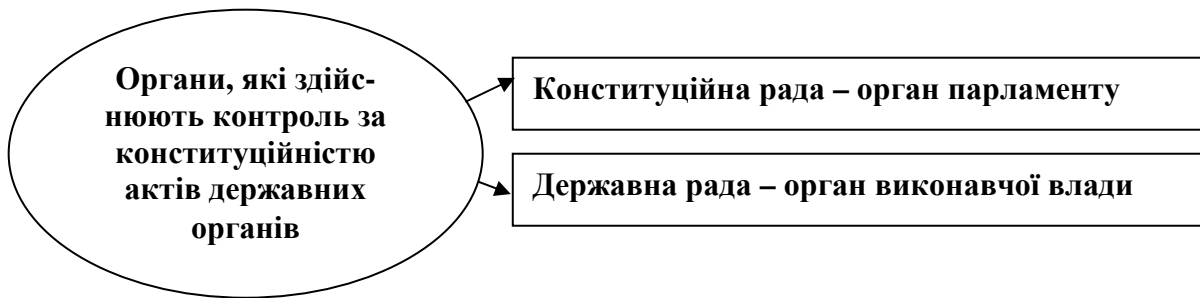 Органи, які здійс-
нюють контроль за
конституційністю
актів державних
органів
Конституційна рада – орган парламенту
Державна рада – орган виконавчої влади